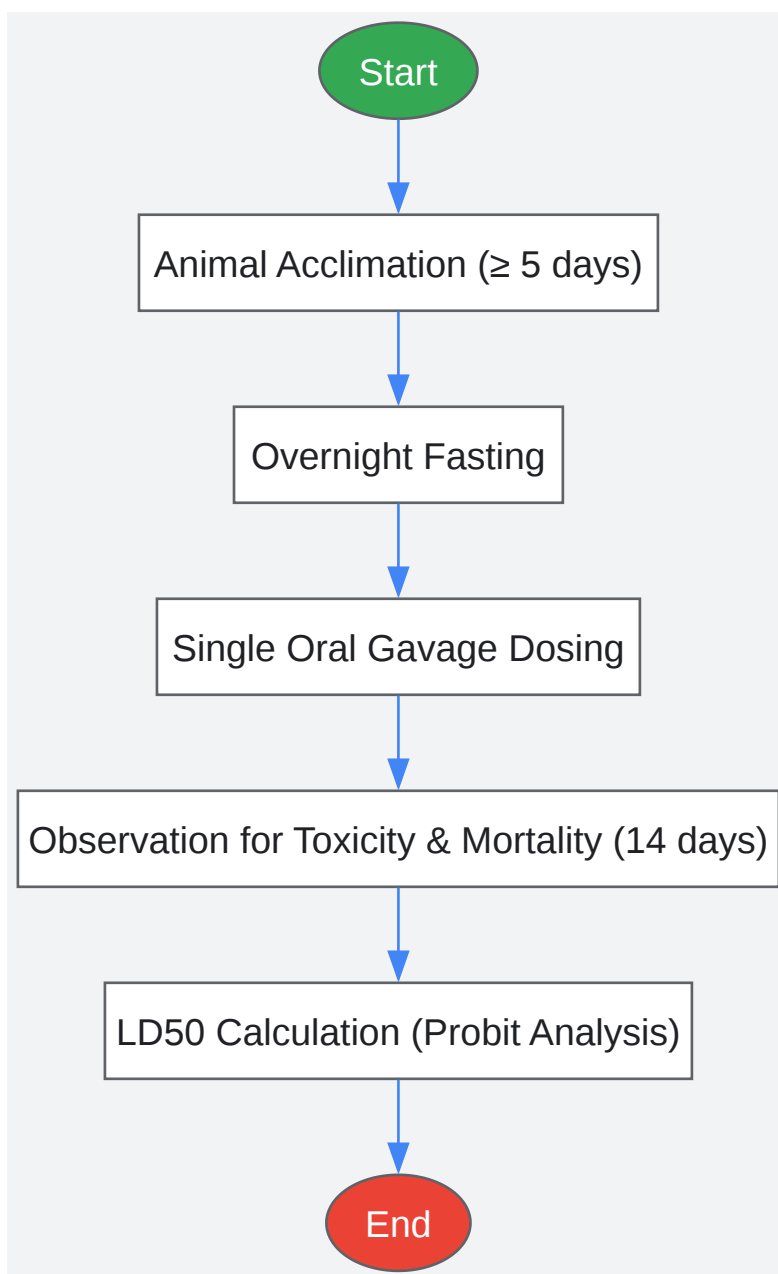 Start
Animal Acclimation (≥ 5 days)
Overnight Fasting
Single Oral Gavage Dosing
Observation for Toxicity & Mortality (14 days)
LD50 Calculation (Probit Analysis)
End